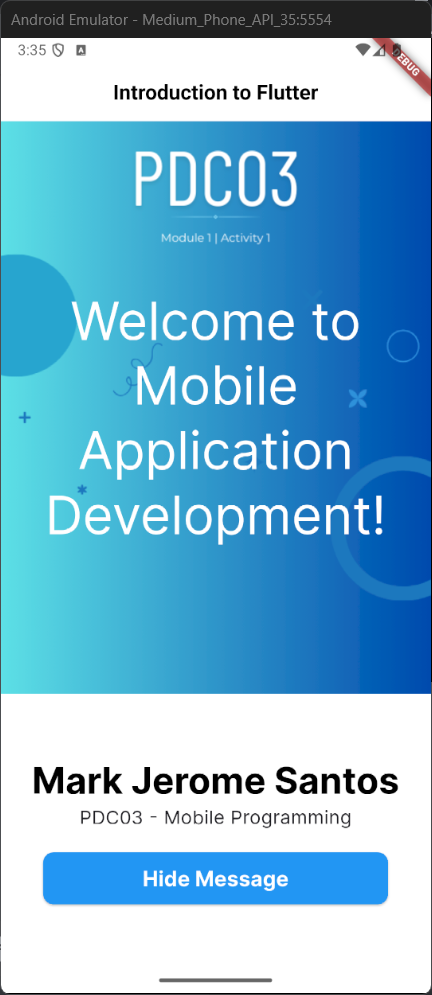 Android Emulator - Medium_Phone_API_35:5554
3:35
DEBUG
Introduction to Flutter
PDC03
Module 1 | Activity 1
Welcome to
Mobile
Application
Development!
Mark Jerome Santos
PDC03 - Mobile Programming
Hide Message